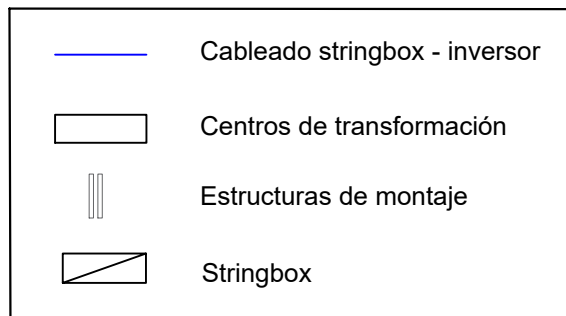 Cableado stringbox - inversor
Centros de transformación
Estructuras de montaje
Stringbox